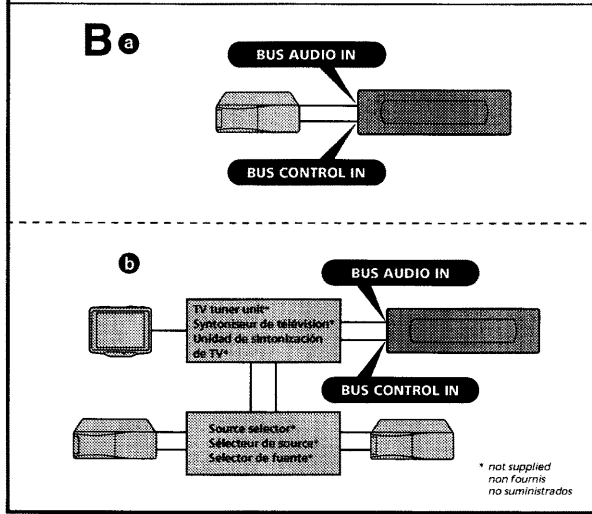 B a
BUS AUDIO IN
BUS CONTROL IN
b
BUS AUDIO IN
TV tuner unit*
Syntoniseur de télévision*
Unidad de sintonización
de TV*
BUS CONTROL IN
Source selector*
Sélecteur de source*
Selector de fuente*
* not supplied
non fournis
no suministrados